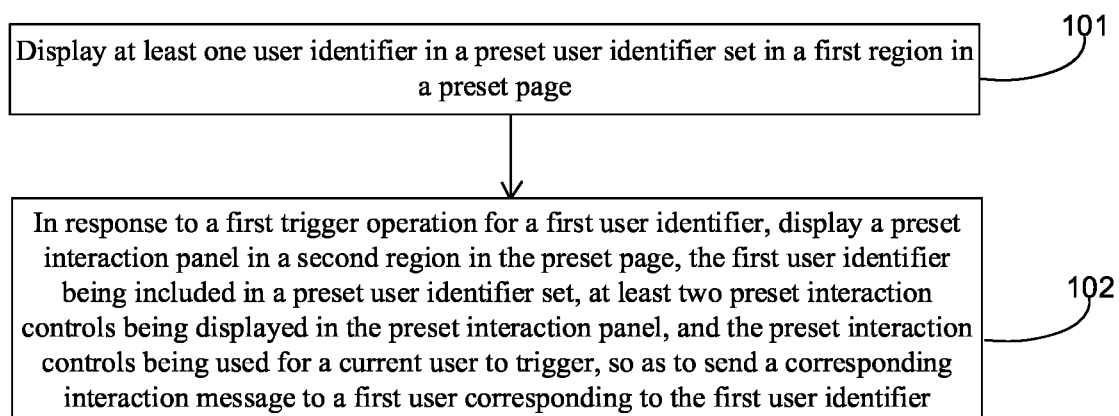 101
Display at least one user identifier in a preset user identifier set in a first region in
a preset page
102
In response to a first trigger operation for a first user identifier, display a preset
interaction panel in a second region in the preset page, the first user identifier
being included in a preset user identifier set, at least two preset interaction
controls being displayed in the preset interaction panel, and the preset interaction
controls being used for a current user to trigger, so as to send a corresponding
interaction message to a first user corresponding to the first user identifier